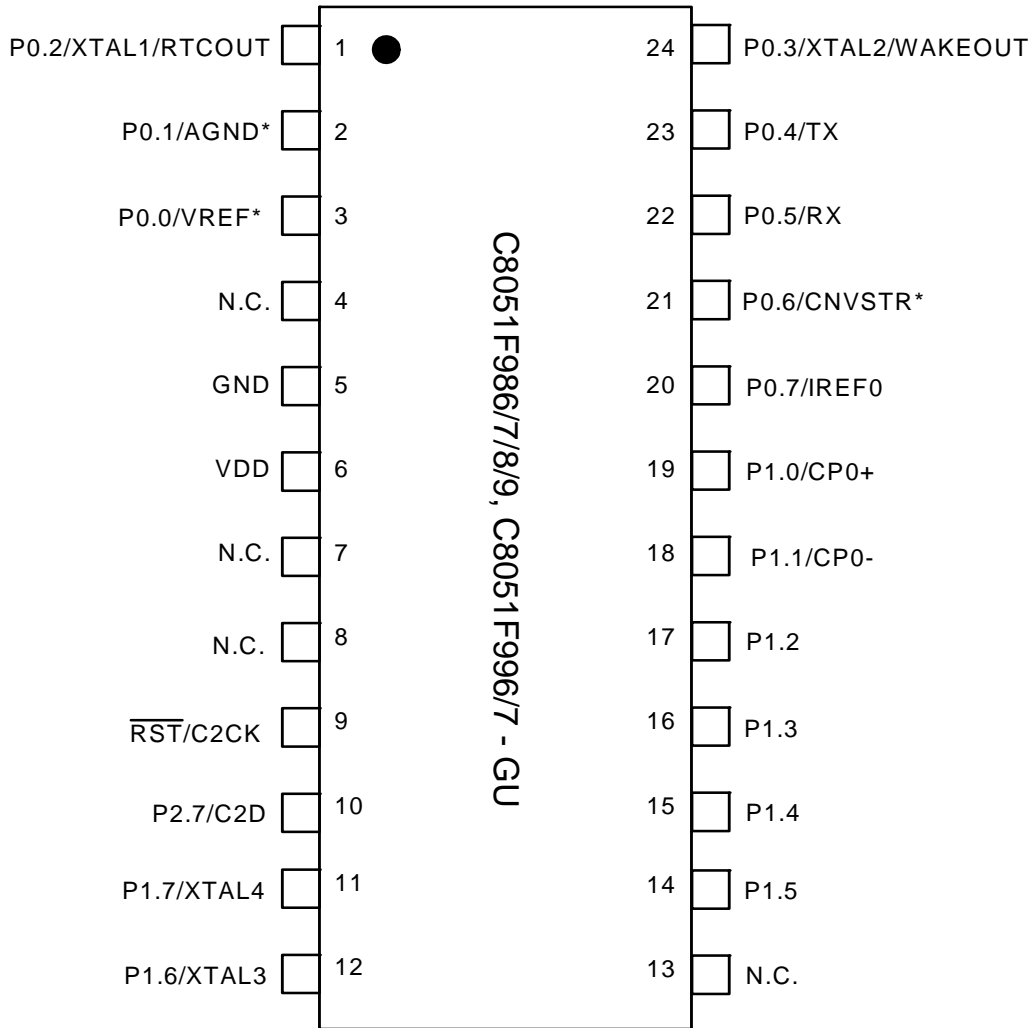 P0.2/XTAL1/RTCOUT 1 24 P0.3/XTAL2/WAKEOUT
P0.1/AGND* 2 23 P0.4/TX
P0.0/VREF* 3 22 P0.5/RX
N.C. 4 21 P0.6/CNVSTR*
GND 5 20 P0.7/IREF0
VDD 6 19 P1.0/CP0+
N.C. 7 18 P1.1/CP0-
N.C. 8 17 P1.2
RST/C2CK 9 16 P1.3
P2.7/C2D 10 15 P1.4
P1.7/XTAL4 11 14 P1.5
P1.6/XTAL3 12 13 N.C.
C8051F986/7/8/9, C8051F996/7 - GU